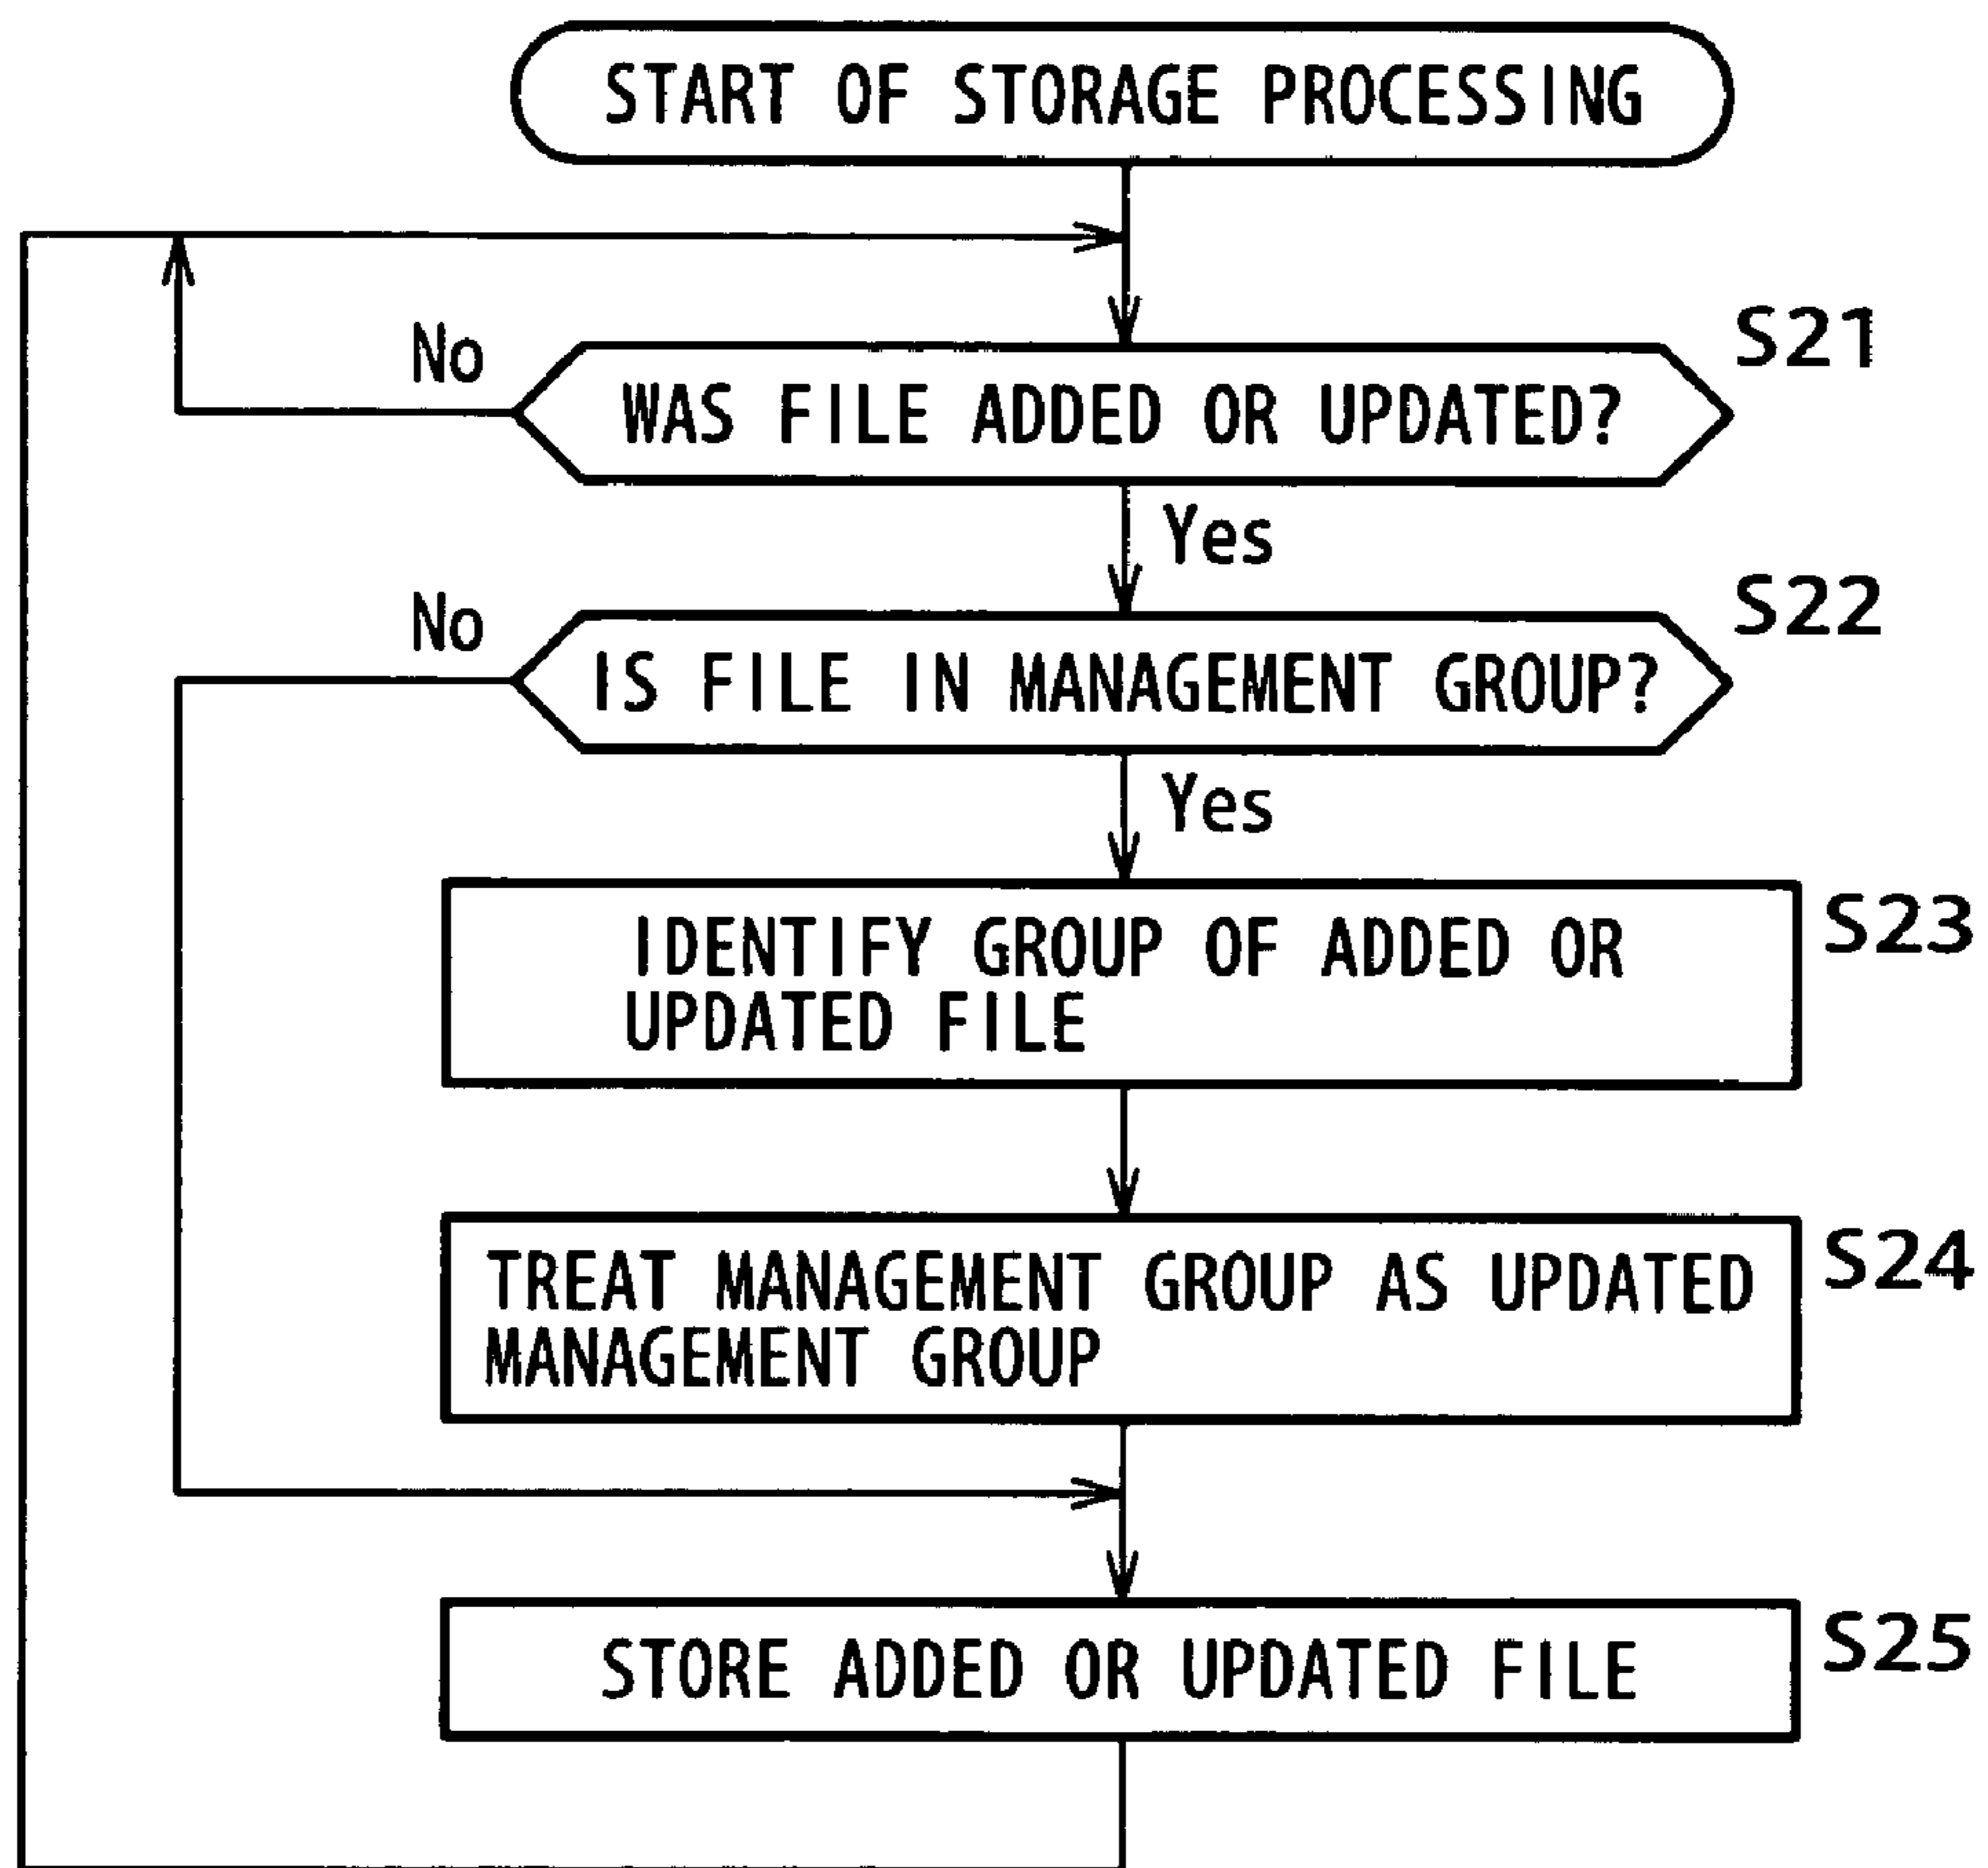 START OF STORAGE PROCESSING
S21
No
WAS FILE ADDED OR UPDATED?
Yes
S22
No
IS FILE IN MANAGEMENT GROUP?
Yes
S23
IDENTIFY GROUP OF ADDED OR
UPDATED FILE
S24
TREAT MANAGEMENT GROUP AS UPDATED
MANAGEMENT GROUP
S25
STORE ADDED OR UPDATED FILE